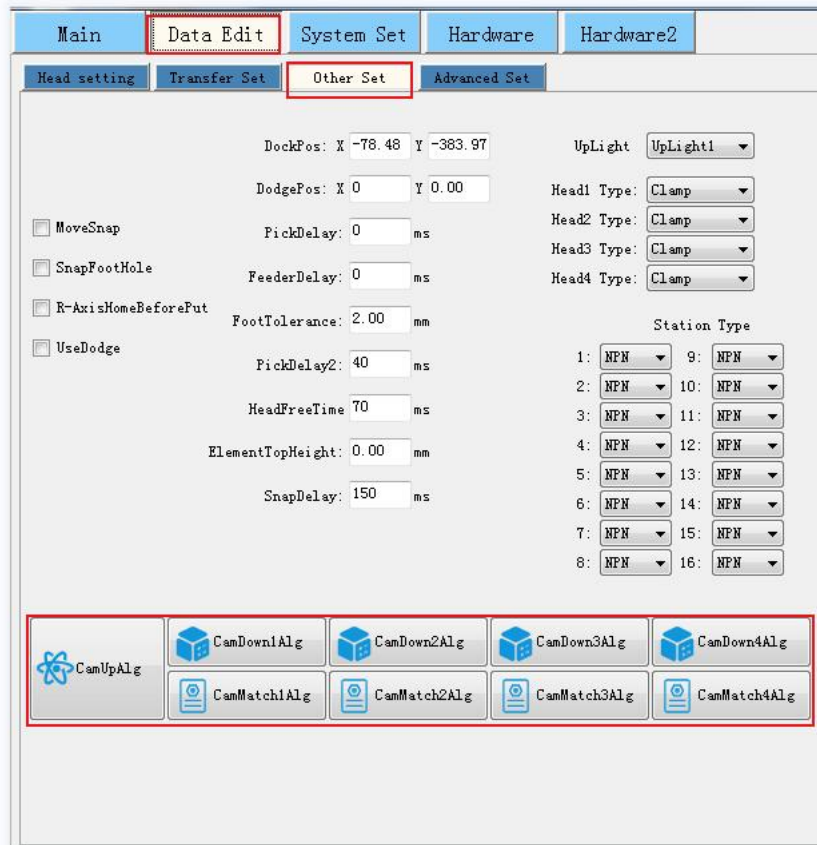 Main Data Edit System Set Hardware Hardware2
Head setting Transfer Set Other Set Advanced Set
DockPos: X -78.48 Y -383.97 UpLight UpLight1
DodgePos: X 0 Y 0.00 Head1 Type: Clamp
Head2 Type: Clamp
MoveSnap PickDelay: 0 ms
Head3 Type: Clamp
SnapFootHole FeederDelay: 0 ms Head4 Type: Clamp
R-AxisHomeBeforePut FootTolerance: 2.00 mm Station Type
UseDodge PickDelay2: 40 ms 1: NPN 9: NPN
2: NPN 10: NPN
HeadFreeTime 70 ms 3: NPN 11: NPN
ElementTopHeight: 0.00 mm 4: NPN 12: NPN
5: NPN 13: NPN
SnapDelay: 150 ms 6: NPN 14: NPN
7: NPN 15: NPN
8: NPN 16: NPN
CamUpAlg CamDown1Alg CamDown2Alg CamDown3Alg CamDown4Alg
CamMatch1Alg CamMatch2Alg CamMatch3Alg CamMatch4Alg